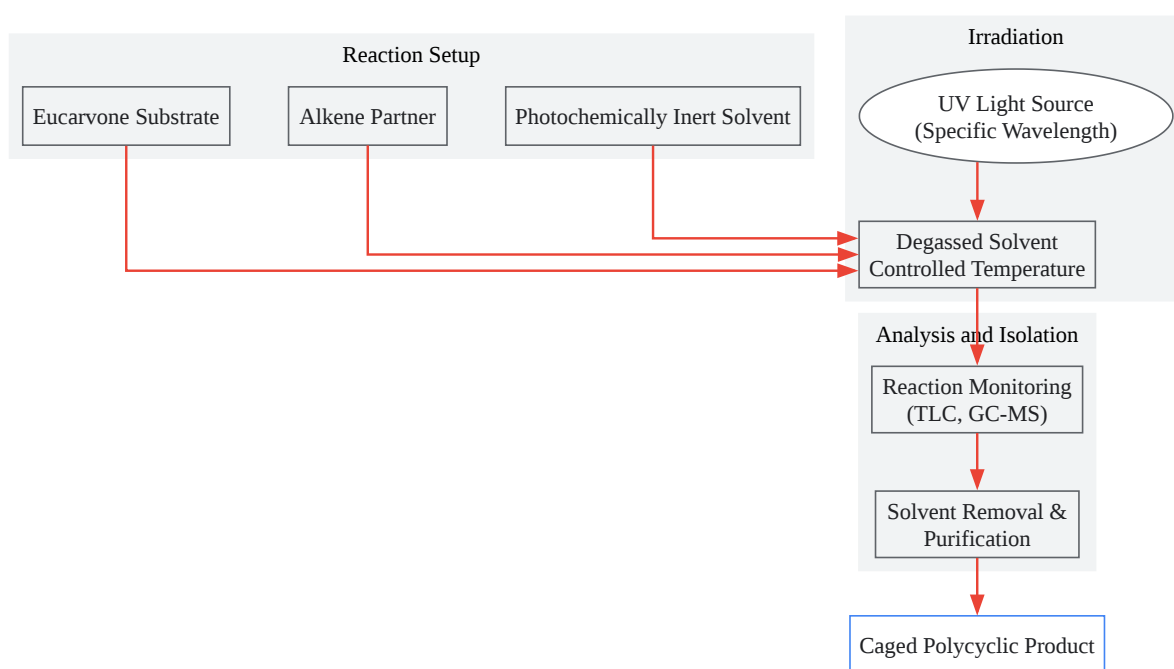 Reaction Setup
Eucarvone Substrate
Alkene Partner
Photochemically Inert Solvent
Irradiation
UV Light Source
(Specific Wavelength)
Degassed Solvent
Controlled Temperature
Analysis and Isolation
Reaction Monitoring
(TLC, GC-MS)
Solvent Removal &
Purification
Caged Polycyclic Product